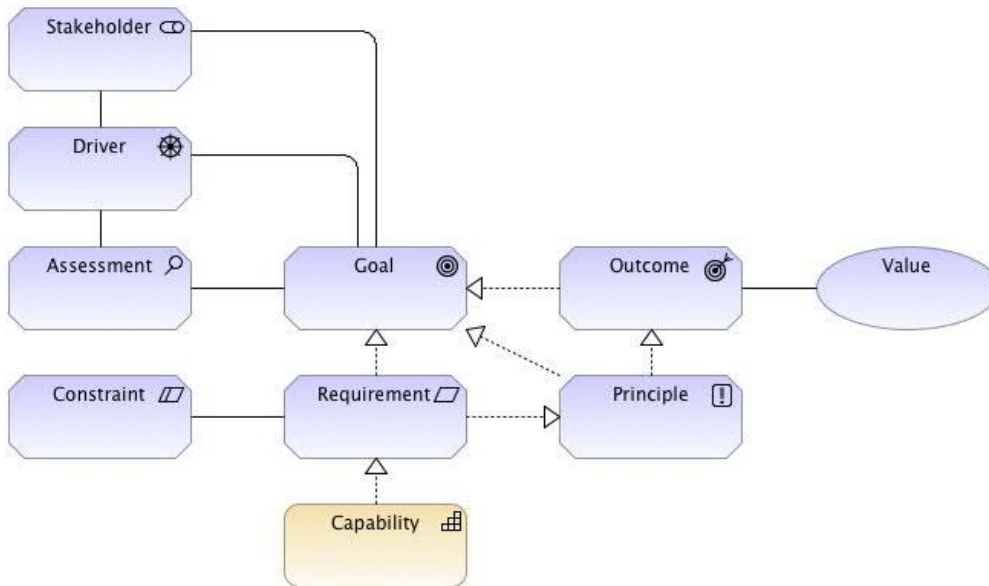 Stakeholder
Driver
Assessment
Goal
Outcome
Value
Constraint
Requirement
Principle
Capability